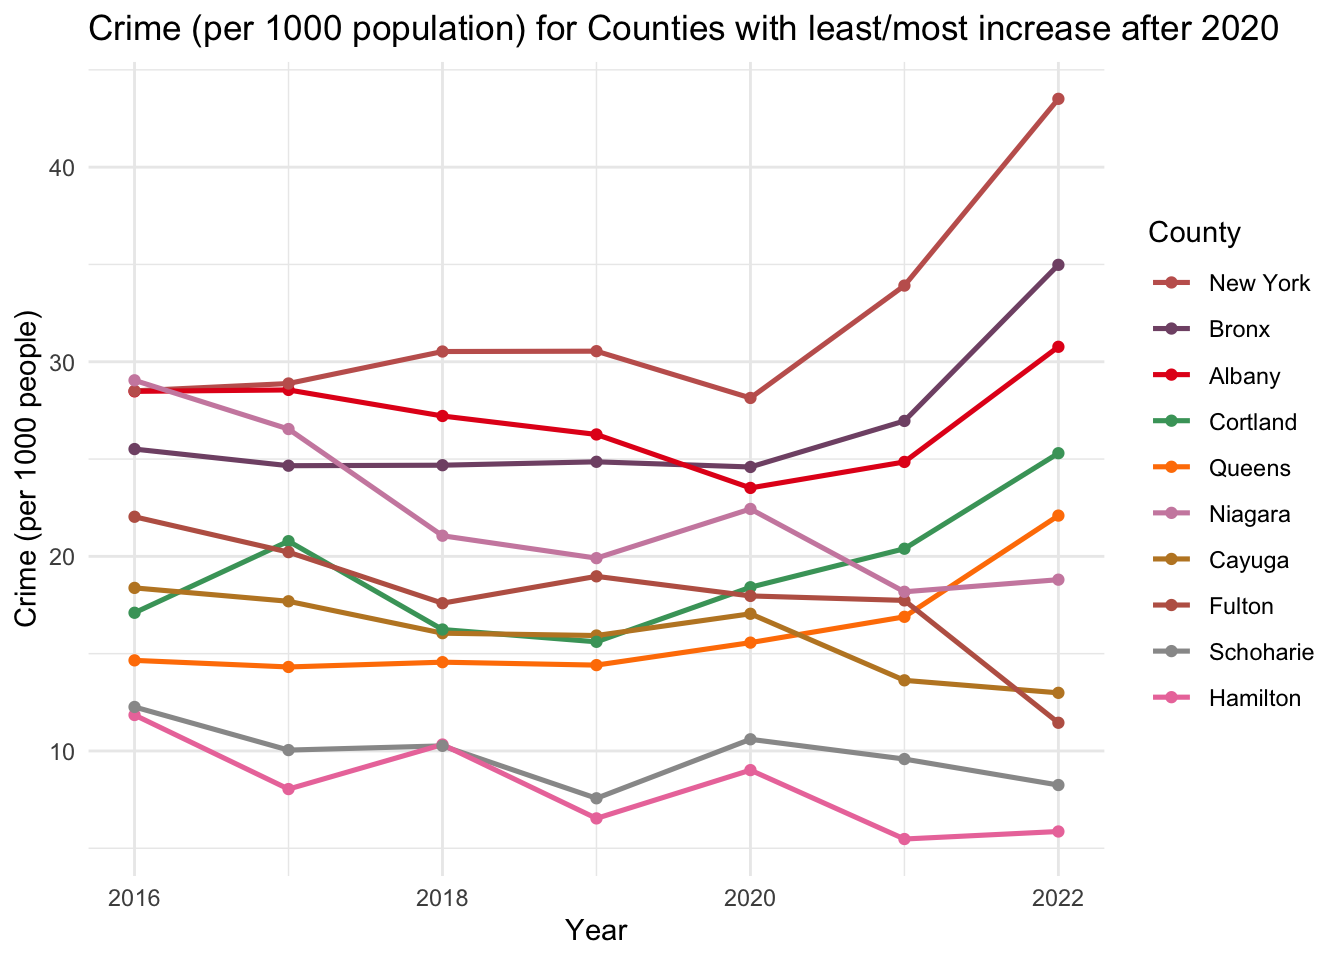 Crime (per 1000 population) for Counties with least/most increase after 2020
Crime (per 1000 people)
40
30
20
10
2016
2018
2020
2022
Year
County
New York
Bronx
Albany
Cortland
Queens
Niagara
Cayuga
Fulton
Schoharie
Hamilton